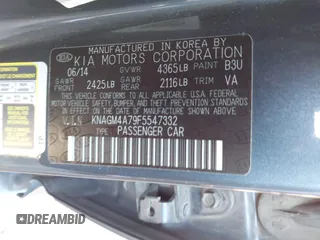 MANUFACTURED IN KOREA BY
KIA KIA MOTORS CORPORATION
06/14 GVWR 4365LB PAINT B3U
GAWR FRONT 2425LB GAWR REAR 2116LB TRIM VA
THIS VEHICLE CONFORMS TO ALL APPLICABLE FEDERAL MOTOR VEHICLE SAFETY, BUMPER, AND THEFT PREVENTION STANDARDS IN EFFECT ON THE DATE OF MANUFACTURE SHOWN ABOVE.
V.I.N KNAGM4A79F5547332
PASSENGER CAR
DREAMBID